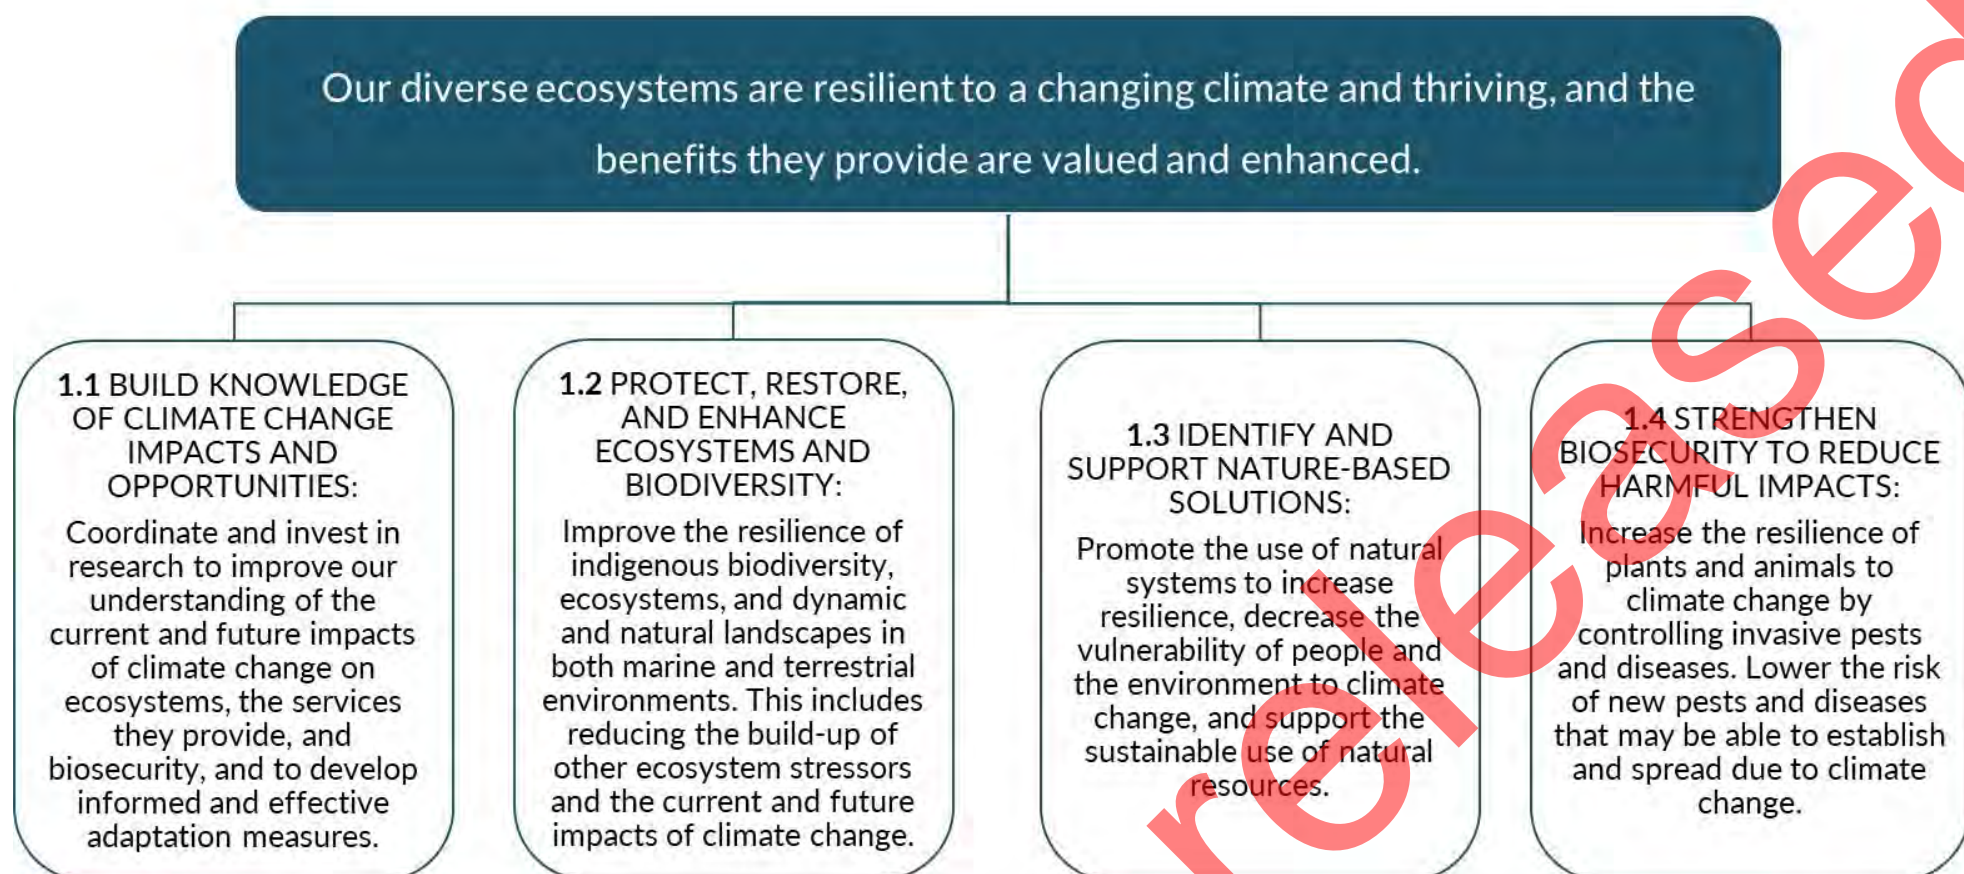 Our diverse ecosystems are resilient to a changing climate and thriving, and the
benefits they provide are valued and enhanced.
1.1 BUILD KNOWLEDGE
OF CLIMATE CHANGE
IMPACTS AND
OPPORTUNITIES:
Coordinate and invest in
research to improve our
understanding of the
current and future impacts
of climate change on
ecosystems, the services
they provide, and
biosecurity, and to develop
informed and effective
adaptation measures.
1.2 PROTECT, RESTORE,
AND ENHANCE
ECOSYSTEMS AND
BIODIVERSITY:
Improve the resilience of
indigenous biodiversity,
ecosystems, and dynamic
and natural landscapes in
both marine and terrestrial
environments. This includes
reducing the build-up of
other ecosystem stressors
and the current and future
impacts of climate change.
1.3 IDENTIFY AND
SUPPORT NATURE-BASED
SOLUTIONS:
Promote the use of natural
systems to increase
resilience, decrease the
vulnerability of people and
the environment to climate
change, and support the
sustainable use of natural
resources.
1.4 STRENGTHEN
BIOSECURITY TO REDUCE
HARMFUL IMPACTS:
Increase the resilience of
plants and animals to
climate change by
controlling invasive pests
and diseases. Lower the risk
of new pests and diseases
that may be able to establish
and spread due to climate
change.
released